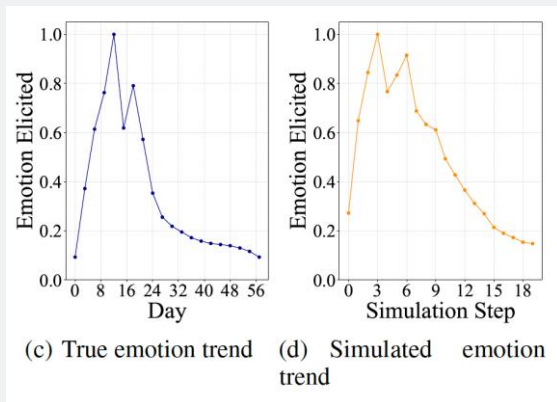 1.0
0.8
0.6
0.4
0.2
0.0
Emotion Elicited
0 8 16 24 32 40 48 56
Day
1.0
0.8
0.6
0.4
0.2
0.0
Emotion Elicited
0 3 6 9 12 15 18
Simulation Step
(c) True emotion trend
(d) Simulated emotion
trend